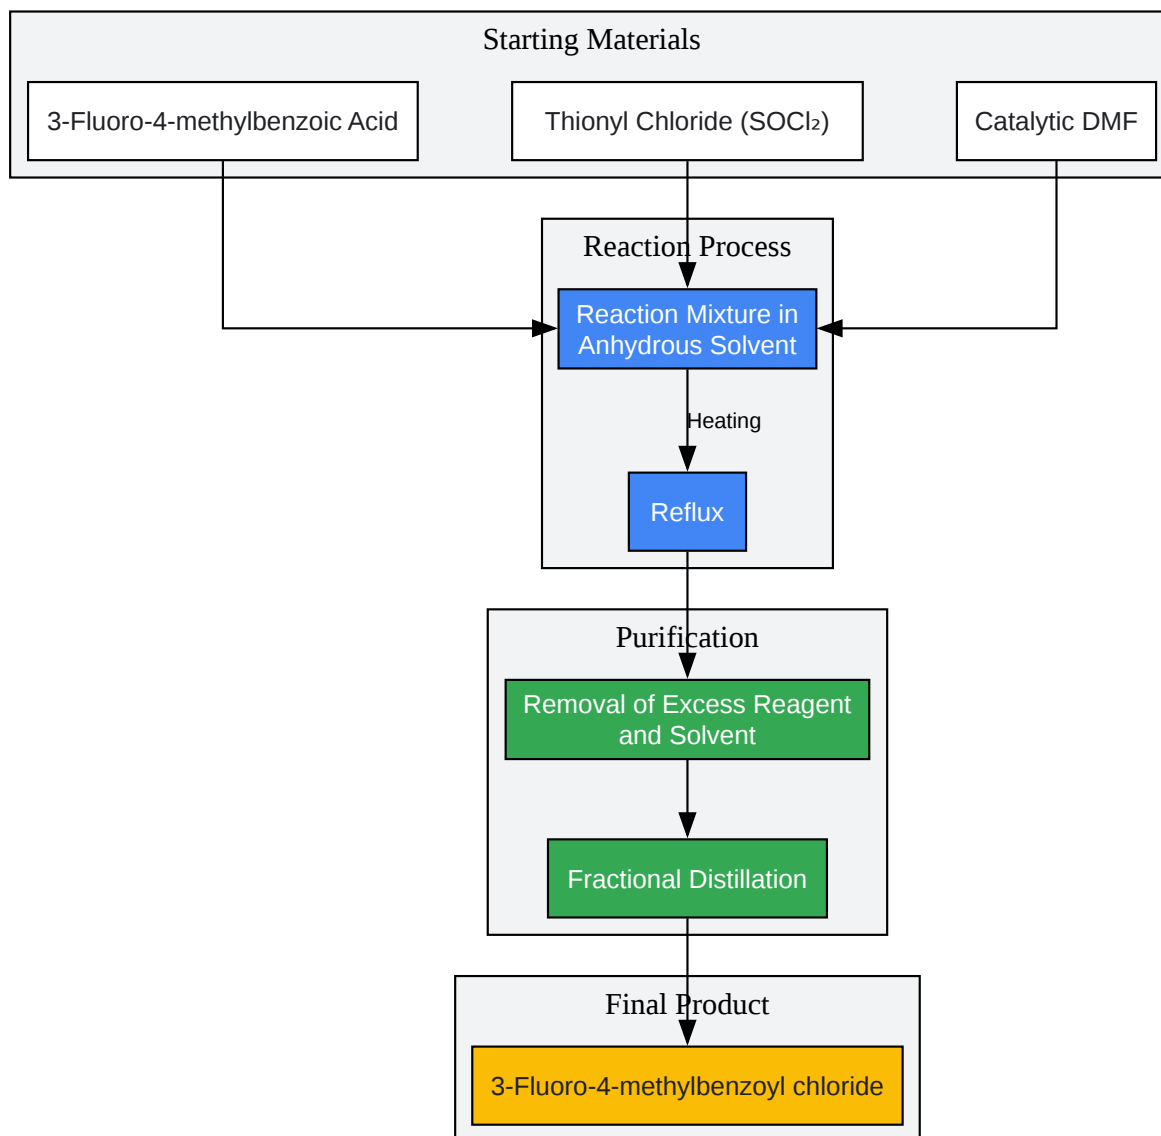 Starting Materials
3-Fluoro-4-methylbenzoic Acid
Thionyl Chloride (SOCl₂)
Catalytic DMF
Reaction Process
Reaction Mixture in
Anhydrous Solvent
Heating
Reflux
Purification
Removal of Excess Reagent
and Solvent
Fractional Distillation
Final Product
3-Fluoro-4-methylbenzoyl chloride